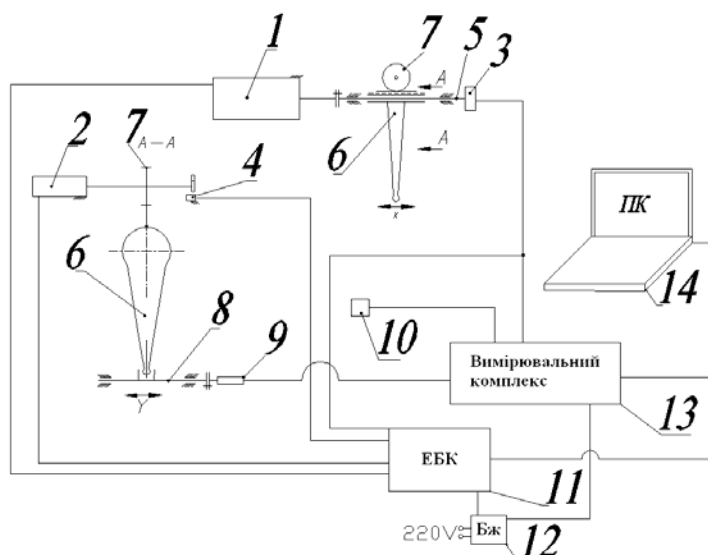 1
7
5
3
A
A
6
x
2
7
A–A
4
6
8
9
Y
10
ПК
14
Вимірювальний
комплекс
13
ЕБК
11
220V
Бж
12